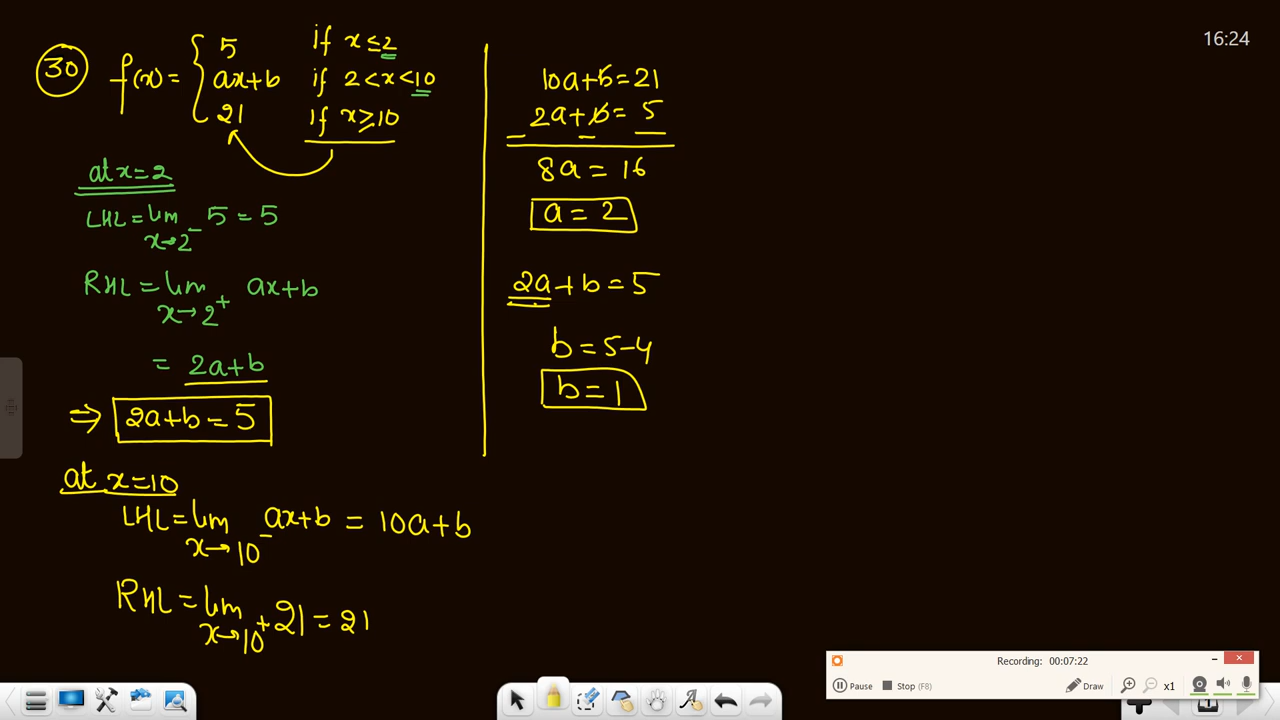 30 f(x) = { 5 if x ≤ 2
ax+b if 2 < x < 10
21 if x ≥ 10
at x=2
LHL = lim x→2⁻ 5 = 5
RHL = lim x→2⁺ ax+b
= 2a+b
⇒ 2a+b = 5
at x=10
LHL = lim x→10⁻ ax+b = 10a+b
RHL = lim x→10⁺ 21 = 21
10a+b = 21
2a+b = 5
8a = 16
a = 2
2a+b = 5
b = 5-4
b = 1
16:24
Recording: 00:07:22
Pause Stop (F8) Draw x1